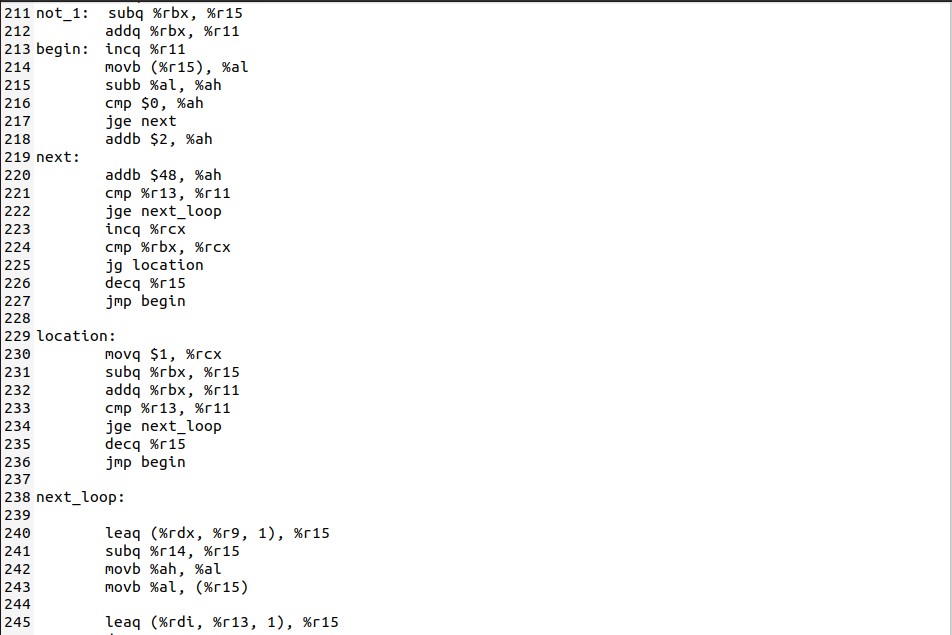 211 not_1:  subq %rbx, %r15
212         addq %rbx, %r11
213 begin:  incq %r11
214         movb (%r15), %al
215         subb %al, %ah
216         cmp $0, %ah
217         jge next
218         addb $2, %ah
219 next:
220         addb $48, %ah
221         cmp %r13, %r11
222         jge next_loop
223         incq %rcx
224         cmp %rbx, %rcx
225         jg location
226         decq %r15
227         jmp begin
228
229 location:
230         movq $1, %rcx
231         subq %rbx, %r15
232         addq %rbx, %r11
233         cmp %r13, %r11
234         jge next_loop
235         decq %r15
236         jmp begin
237
238 next_loop:
239
240         leaq (%rdx, %r9, 1), %r15
241         subq %r14, %r15
242         movb %ah, %al
243         movb %al, (%r15)
244
245         leaq (%rdi, %r13, 1), %r15